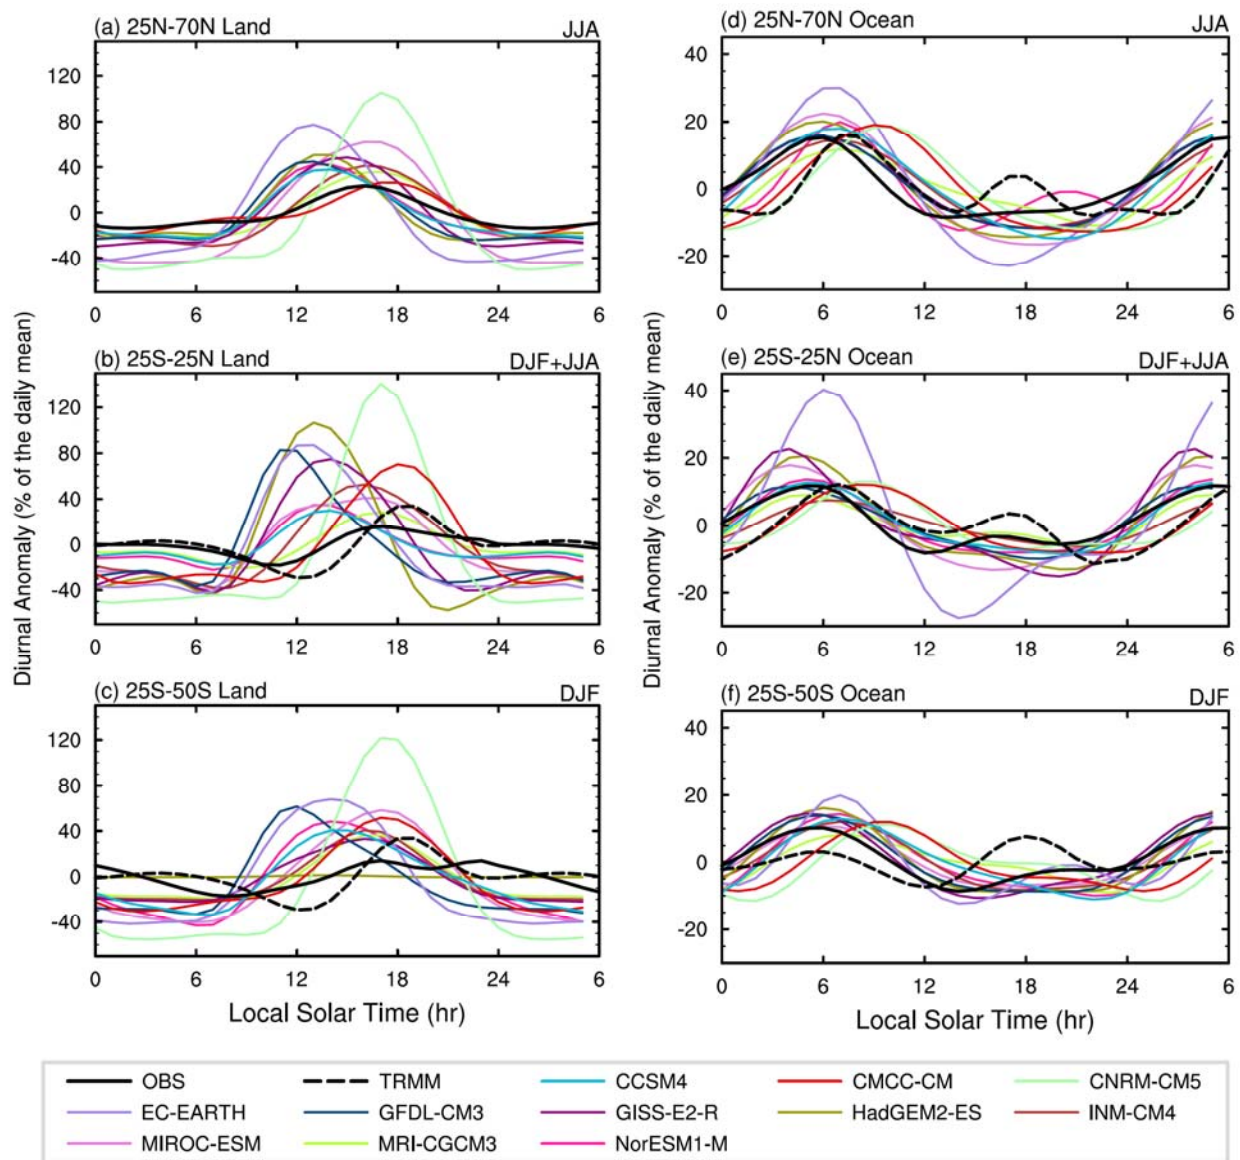 (a) 25N-70N Land JJA
120
80
40
0
-40
0 6 12 18 24 6
(b) 25S-25N Land DJF+JJA
120
80
40
0
-40
0 6 12 18 24 6
(c) 25S-50S Land DJF
120
80
40
0
-40
0 6 12 18 24 6
Local Solar Time (hr)
Diurnal Anomaly (% of the daily mean)
(d) 25N-70N Ocean JJA
40
20
0
-20
0 6 12 18 24 6
(e) 25S-25N Ocean DJF+JJA
40
20
0
-20
0 6 12 18 24 6
(f) 25S-50S Ocean DJF
40
20
0
-20
0 6 12 18 24 6
Local Solar Time (hr)
Diurnal Anomaly (% of the daily mean)
OBS TRMM CCSM4 CMCC-CM CNRM-CM5
EC-EARTH GFDL-CM3 GISS-E2-R HadGEM2-ES INM-CM4
MIROC-ESM MRI-CGCM3 NorESM1-M